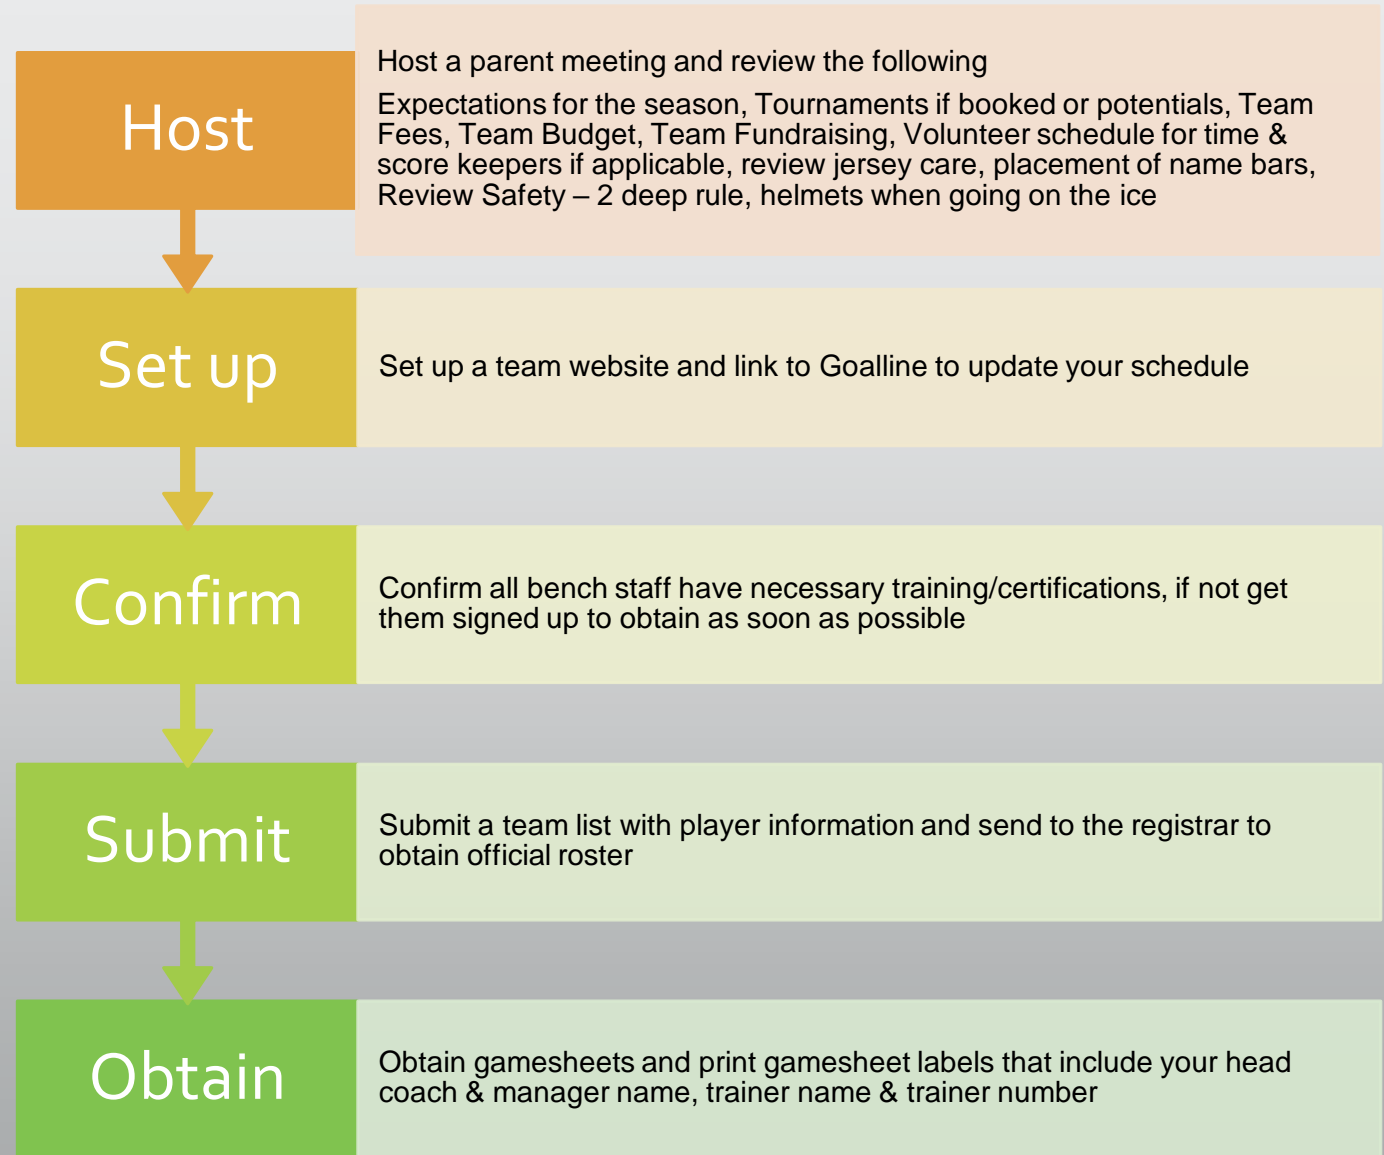 Host
Host a parent meeting and review the following
Expectations for the season, Tournaments if booked or potentials, Team
Fees, Team Budget, Team Fundraising, Volunteer schedule for time &
score keepers if applicable, review jersey care, placement of name bars,
Review Safety – 2 deep rule, helmets when going on the ice
Set up
Set up a team website and link to Goalline to update your schedule
Confirm
Confirm all bench staff have necessary training/certifications, if not get
them signed up to obtain as soon as possible
Submit
Submit a team list with player information and send to the registrar to
obtain official roster
Obtain
Obtain gamesheets and print gamesheet labels that include your head
coach & manager name, trainer name & trainer number